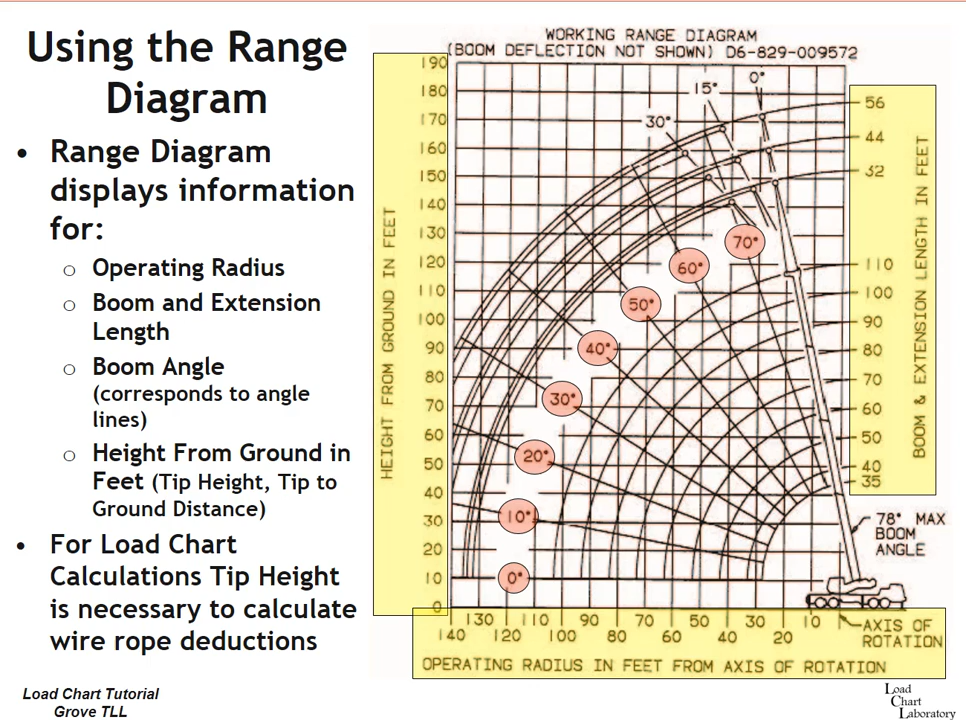 Using the Range
Diagram
• Range Diagram
displays information
for:
○ Operating Radius
○ Boom and Extension
Length
○ Boom Angle
(corresponds to angle
lines)
○ Height From Ground in
Feet (Tip Height, Tip to
Ground Distance)
• For Load Chart
Calculations Tip Height
is necessary to calculate
wire rope deductions
Load Chart Tutorial
Grove TLL
WORKING RANGE DIAGRAM
(BOOM DEFLECTION NOT SHOWN) D6-829-009572
HEIGHT FROM GROUND IN FEET
190
180
170
160
150
140
130
120
110
100
90
80
70
60
50
40
30
20
10
0
0°
15°
30°
70°
60°
50°
40°
30°
20°
10°
0°
56
44
32
110
100
90
80
70
60
50
40
35
BOOM & EXTENSION LENGTH IN FEET
78° MAX
BOOM
ANGLE
130 110 90 70 50 30 10
140 120 100 80 60 40 20
AXIS OF
ROTATION
OPERATING RADIUS IN FEET FROM AXIS OF ROTATION
Load
Chart
Laboratory